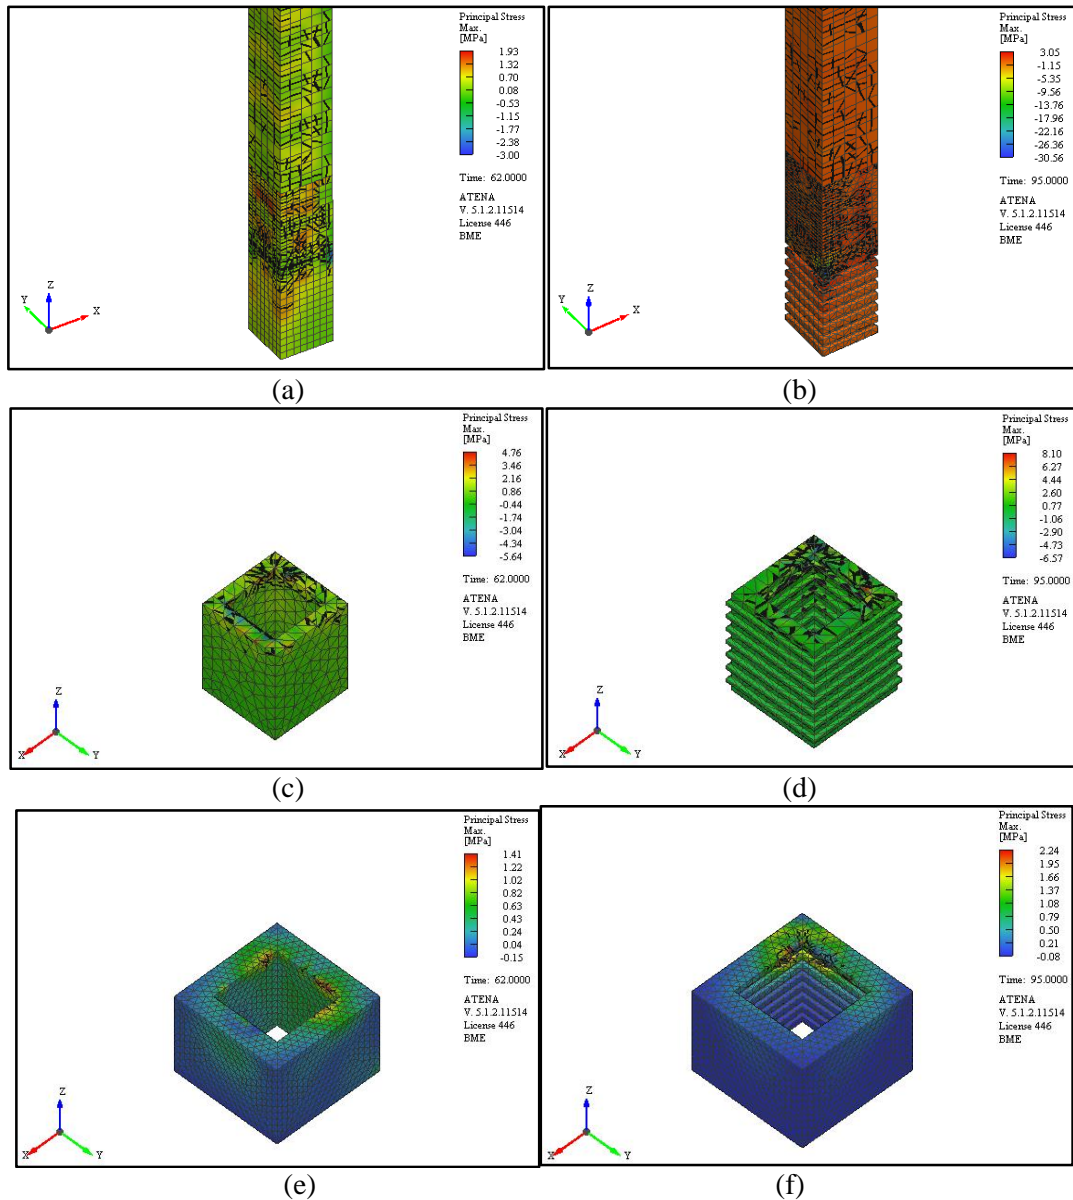 Principal Stress
Max.
[MPa]
1.93
1.32
0.70
0.08
-0.53
-1.15
-1.77
-2.38
-3.00
Time: 62.0000
ATENA
V. 5.1.2.11514
License 446
BME
Z
Y
X
(a)
Principal Stress
Max.
[MPa]
3.05
-1.15
-5.35
-9.56
-13.76
-17.96
-22.16
-26.36
-30.56
Time: 95.0000
ATENA
V. 5.1.2.11514
License 446
BME
Z
Y
X
(b)
Principal Stress
Max.
[MPa]
4.76
3.46
2.16
0.86
-0.44
-1.74
-3.04
-4.34
-5.64
Time: 62.0000
ATENA
V. 5.1.2.11514
License 446
BME
Z
X
Y
(c)
Principal Stress
Max.
[MPa]
8.10
6.27
4.44
2.60
0.77
-1.06
-2.90
-4.73
-6.57
Time: 95.0000
ATENA
V. 5.1.2.11514
License 446
BME
Z
X
Y
(d)
Principal Stress
Max.
[MPa]
1.41
1.22
1.02
0.82
0.63
0.43
0.24
0.04
-0.15
Time: 62.0000
ATENA
V. 5.1.2.11514
License 446
BME
Z
X
Y
(e)
Principal Stress
Max.
[MPa]
2.24
1.95
1.66
1.37
1.08
0.79
0.50
0.21
-0.08
Time: 95.0000
ATENA
V. 5.1.2.11514
License 446
BME
Z
X
Y
(f)